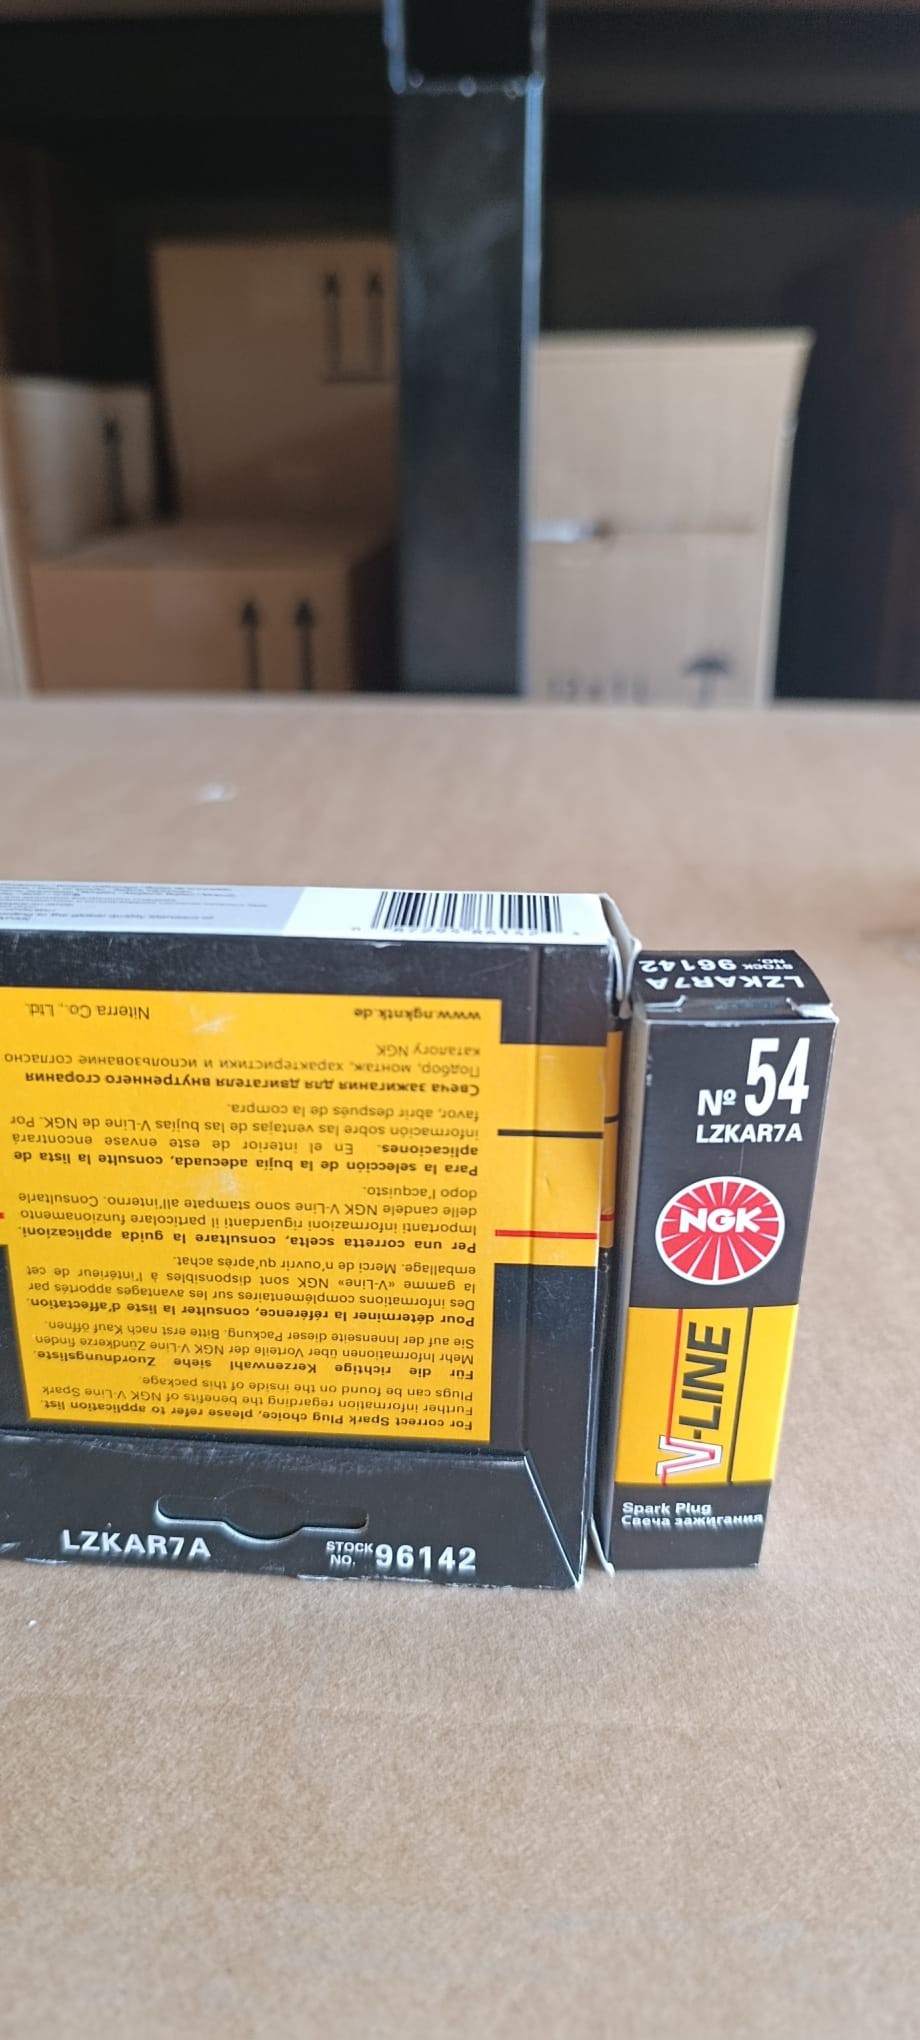 For correct Spark Plug choice, please refer to application list.
Further information regarding the benefits of NGK V-Line Spark
Plugs can be found on the inside of this package.
Für die richtige Kerzenwahl siehe Zuordnungsliste.
Mehr Informationen über Vorteile der NGK V-Line Zündkerze finden
Sie auf der Innenseite dieser Packung. Bitte erst nach Kauf öffnen.
Pour déterminer la référence, consulter la liste d'affectation.
Des informations complémentaires sur les avantages apportés par
la gamme «V-Line» NGK sont disponibles à l'intérieur de cet
emballage. Merci de n'ouvrir qu'après achat.
Per una corretta scelta, consultare la guida applicazioni.
Importanti informazioni riguardanti il particolare funzionamento
delle candele NGK V-Line sono stampate all'interno. Consultarle
dopo l'acquisto.
Para la selección de la bujía adecuada, consulte la lista de
aplicaciones. En el interior de este envase encontrará
información sobre las ventajas de las bujías V-Line de NGK. Por
favor, abrir después de la compra.
Свеча зажигания для двигателя внутреннего сгорания
Подбор, монтаж, характеристики и использование согласно
каталогу NGK
www.ngkntk.de Niterra Co., Ltd.
LZKAR7A STOCK NO. 96142
LZKAR7A
STOCK NO. 96142
Nº 54
LZKAR7A
NGK
V-LINE
Spark Plug
Свеча зажигания